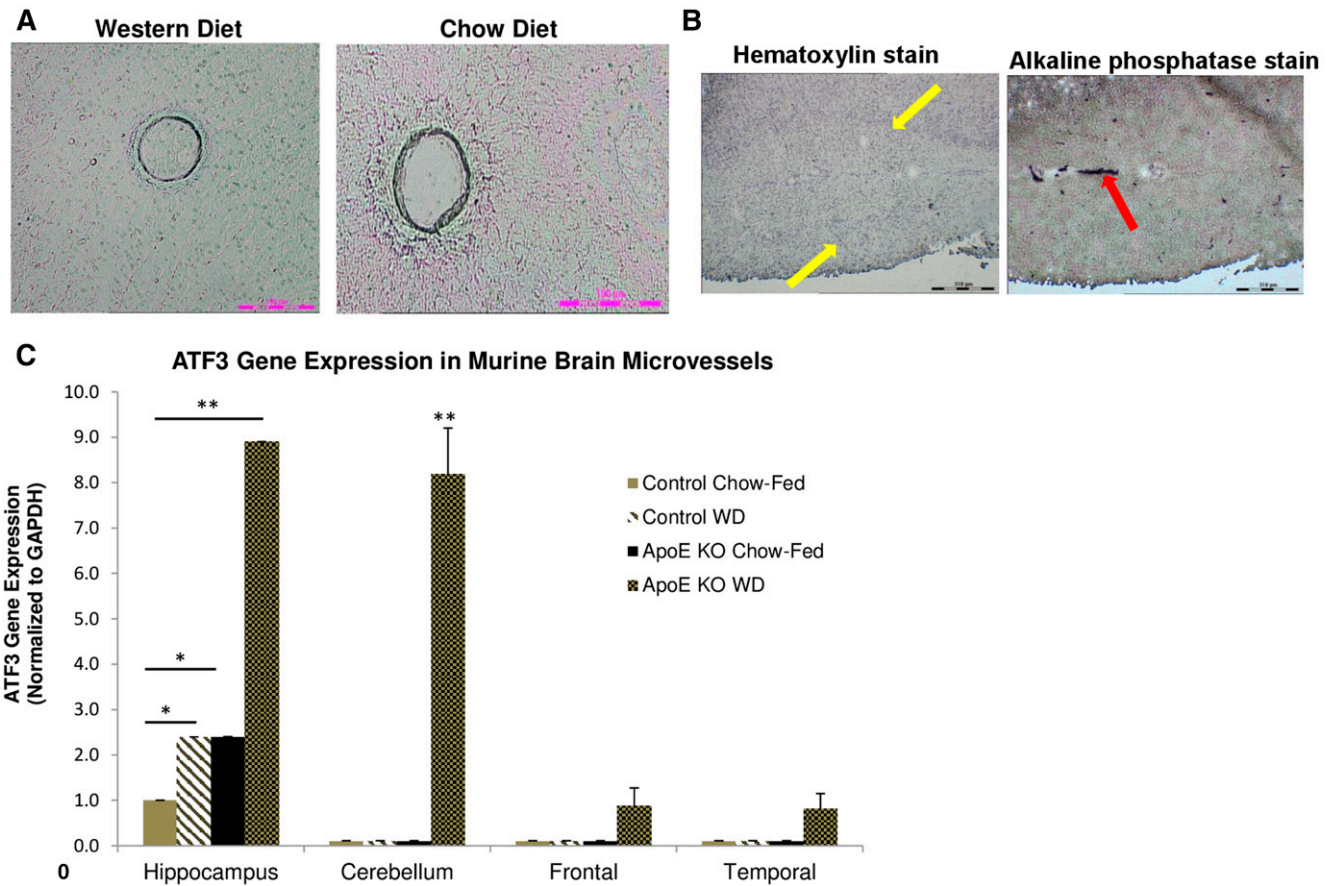 A
Western Diet
Chow Diet
B
Hematoxylin stain
Alkaline phosphatase stain
C
ATF3 Gene Expression in Murine Brain Microvessels
ATF3 Gene Expression
(Normalized to GAPDH)
10.0
9.0
8.0
7.0
6.0
5.0
4.0
3.0
2.0
1.0
0.0
0
**
*
*
**
Control Chow-Fed
Control WD
ApoE KO Chow-Fed
ApoE KO WD
Hippocampus
Cerebellum
Frontal
Temporal